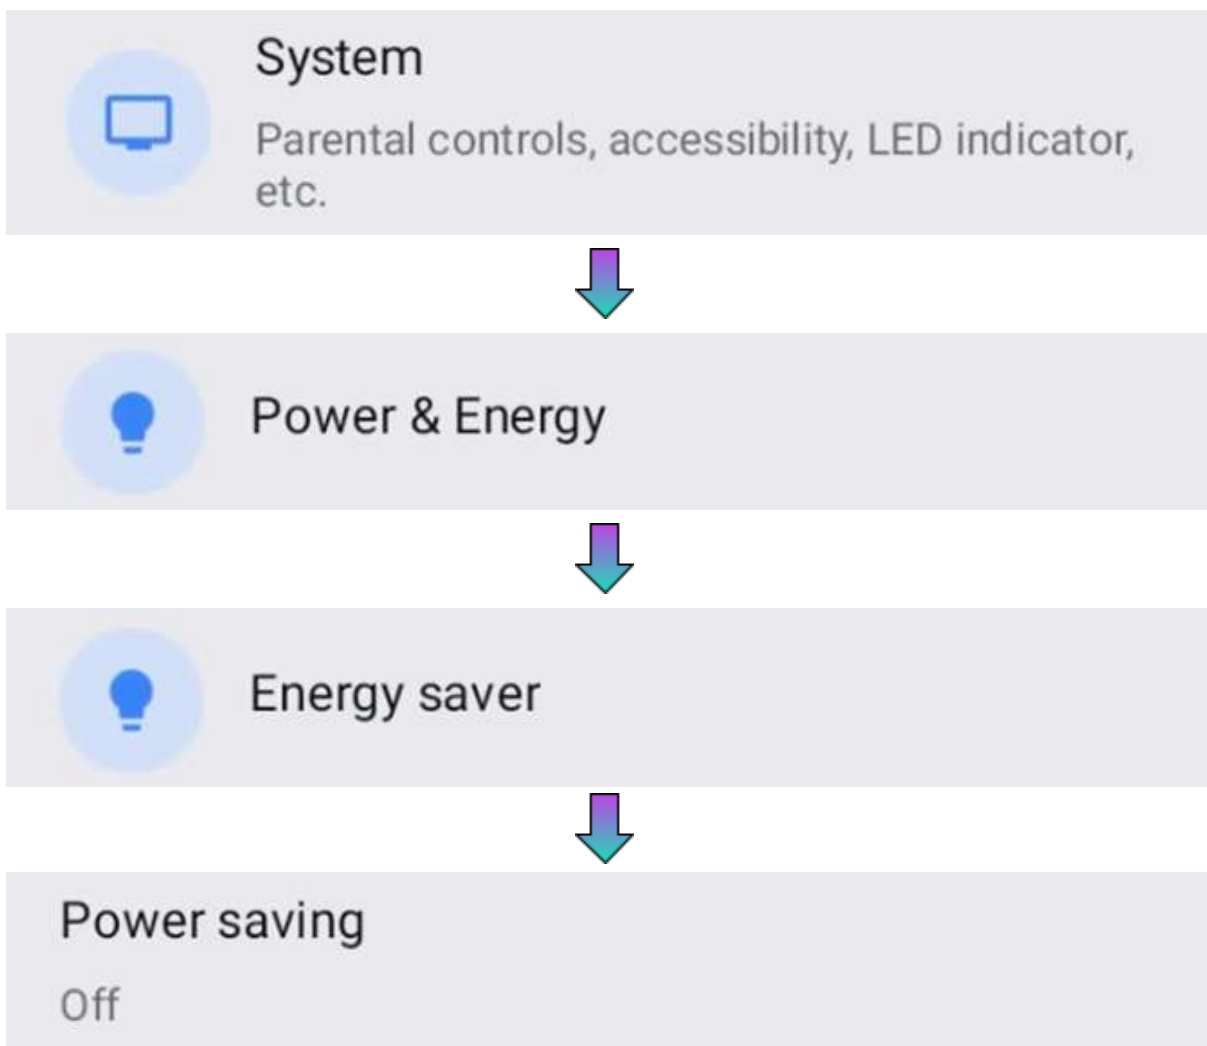 System
Parental controls, accessibility, LED indicator,
etc.
Power & Energy
Energy saver
Power saving
Off